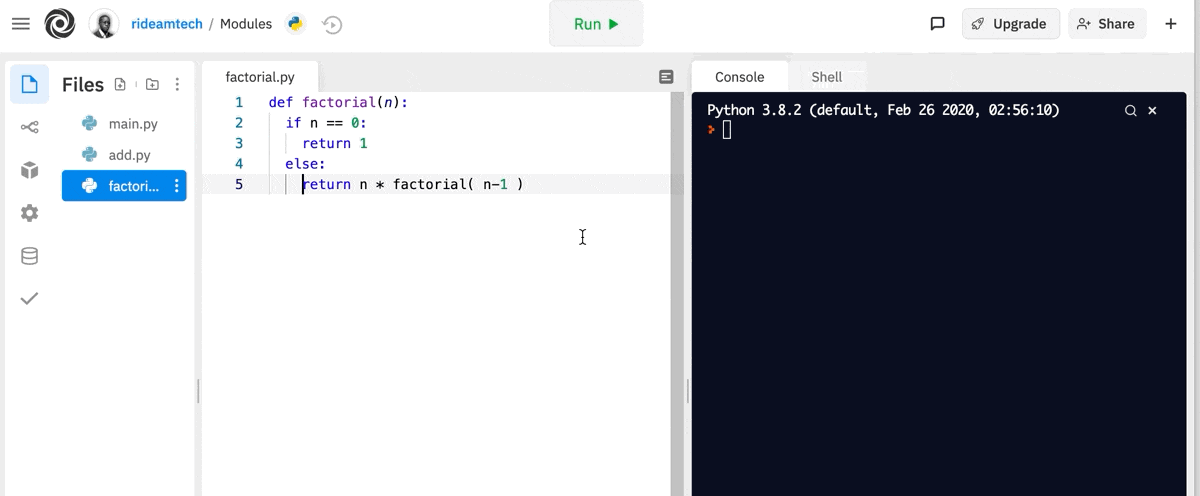 rideamtech / Modules
Run
Upgrade
Share
Files
main.py
add.py
factori...
factorial.py
1 def factorial(n):
2 if n == 0:
3 return 1
4 else:
5 return n * factorial( n-1 )
Console
Shell
Python 3.8.2 (default, Feb 26 2020, 02:56:10)